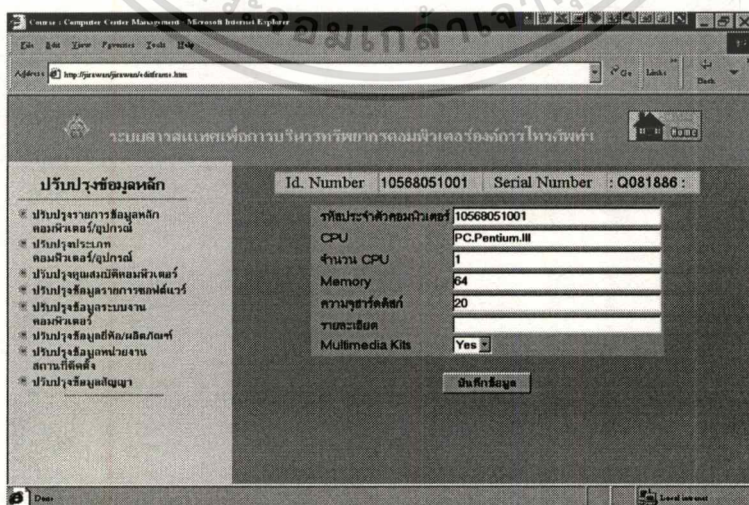 Course : Computer Center Management - Microsoft Internet Explorer
จอมเกล้าเจ้า
File Edit View Favorites Tools Help
Address http://jirawan/jirawan/editframe.htm Go Links Back
ระบบสารสนเทศเพื่อการบริหารทรัพยากรคอมพิวเตอร์องค์การโทรศัพท์ฯ
Home
ปรับปรุงข้อมูลหลัก
ปรับปรุงรายการข้อมูลหลัก
คอมพิวเตอร์/อุปกรณ์
ปรับปรุงประเภท
คอมพิวเตอร์/อุปกรณ์
ปรับปรุงคุณสมบัติคอมพิวเตอร์
ปรับปรุงข้อมูลรายการซอฟต์แวร์
ปรับปรุงข้อมูลระบบงาน
คอมพิวเตอร์
ปรับปรุงข้อมูลยี่ห้อ/ผลิตภัณฑ์
ปรับปรุงข้อมูลหน่วยงาน
สถานที่ติดตั้ง
ปรับปรุงข้อมูลสัญญา
Id. Number 10568051001 Serial Number : Q081886 :
รหัสประจำตัวคอมพิวเตอร์ 10568051001
CPU PC.Pentium.III
จำนวน CPU 1
Memory 64
ความจุฮาร์ดดิสก์ 20
รายละเอียด
Multimedia Kits Yes
บันทึกข้อมูล
Done Local intranet